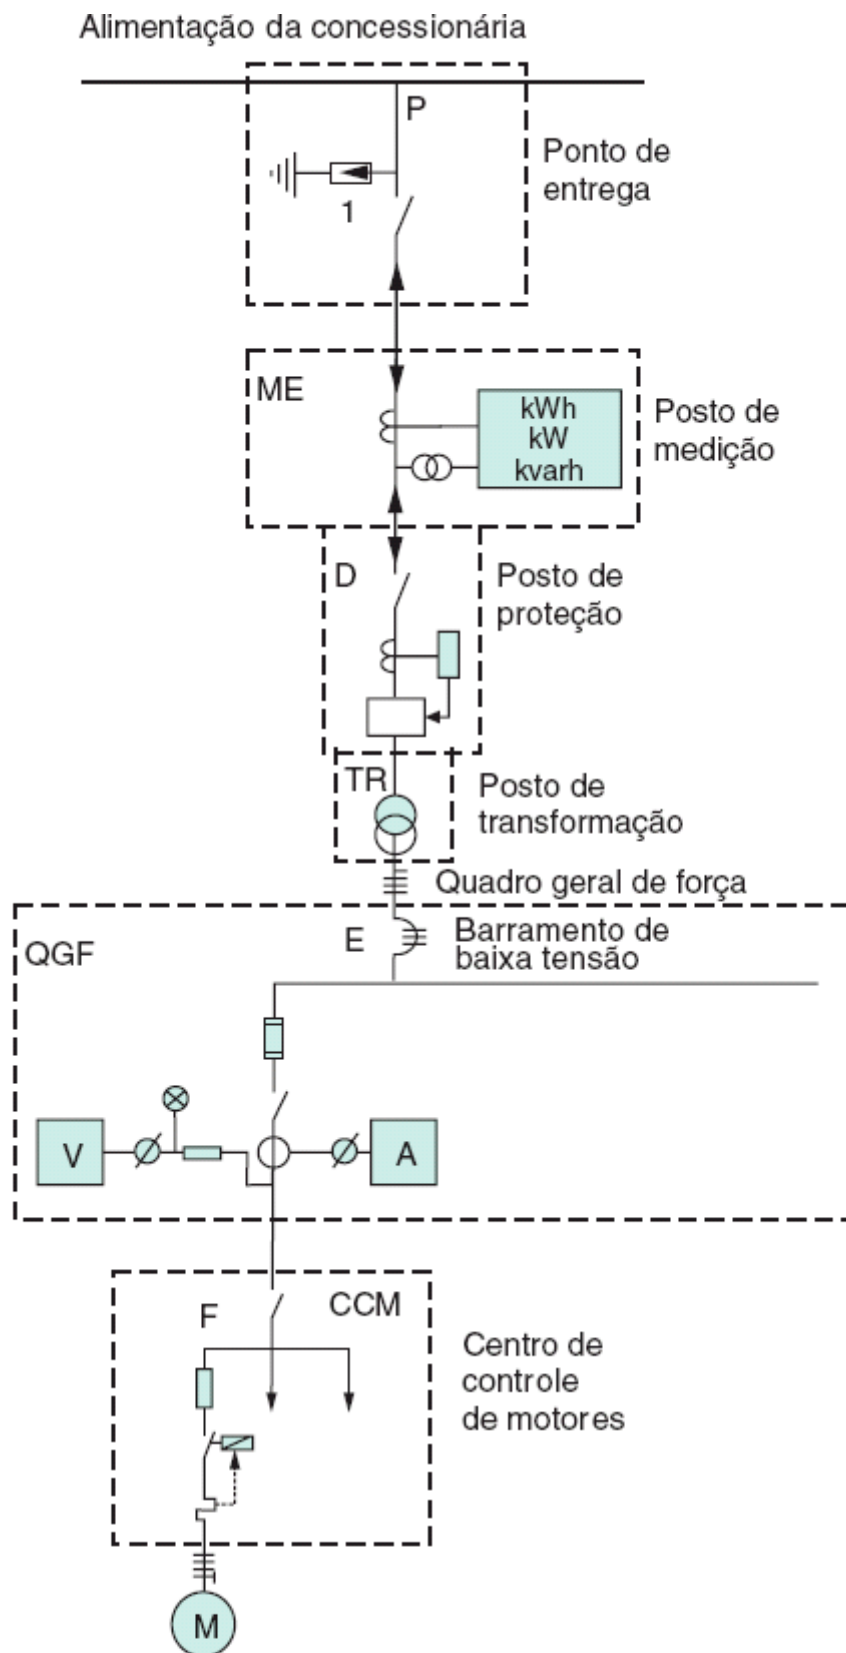 Alimentação da concessionária
P
Ponto de
entrega
1
ME
kWh
kW
kvarh
Posto de
medição
D
Posto de
proteção
TR
Posto de
transformação
Quadro geral de força
QGF
E
Barramento de
baixa tensão
V
A
F
CCM
Centro de
controle
de motores
M